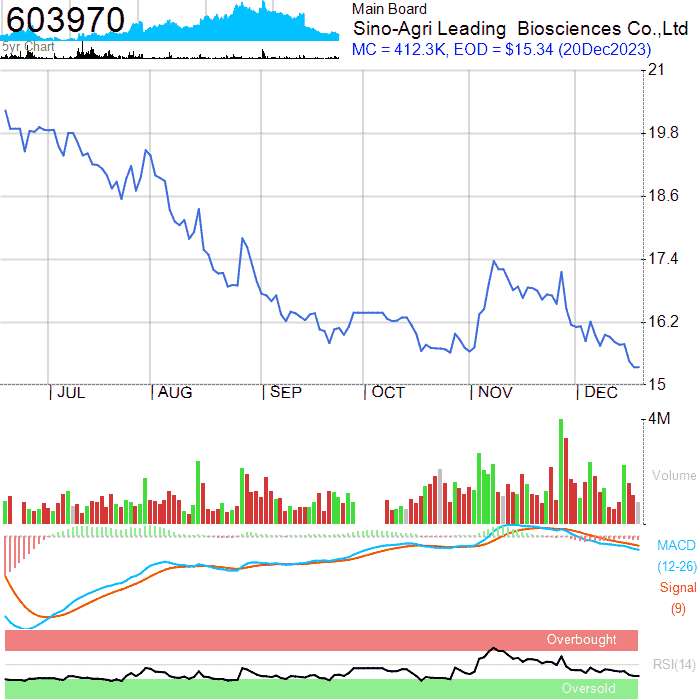 603970
5yr Chart
Main Board
Sino-Agri Leading  Biosciences Co.,Ltd
MC = 412.3K, EOD = $15.34 (20Dec2023)
21
19.8
18.6
17.4
16.2
15
JUL
AUG
SEP
OCT
NOV
DEC
4M
Volume
MACD
(12-26)
Signal
(9)
Overbought
RSI(14)
Oversold